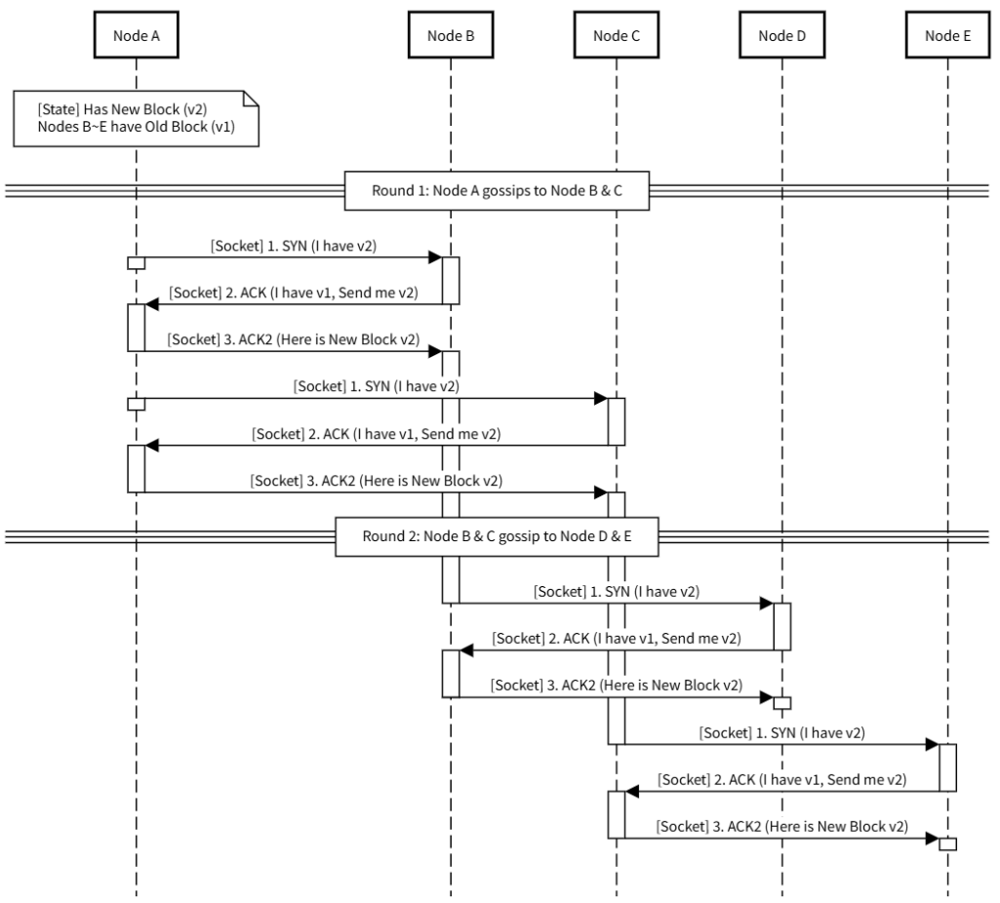 Node A
Node B
Node C
Node D
Node E
[State] Has New Block (v2)
Nodes B~E have Old Block (v1)
Round 1: Node A gossips to Node B & C
[Socket] 1. SYN (I have v2)
[Socket] 2. ACK (I have v1, Send me v2)
[Socket] 3. ACK2 (Here is New Block v2)
[Socket] 1. SYN (I have v2)
[Socket] 2. ACK (I have v1, Send me v2)
[Socket] 3. ACK2 (Here is New Block v2)
Round 2: Node B & C gossip to Node D & E
[Socket] 1. SYN (I have v2)
[Socket] 2. ACK (I have v1, Send me v2)
[Socket] 3. ACK2 (Here is New Block v2)
[Socket] 1. SYN (I have v2)
[Socket] 2. ACK (I have v1, Send me v2)
[Socket] 3. ACK2 (Here is New Block v2)